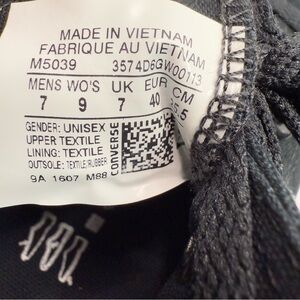 MADE IN VIETNAM
FABRIQUE AU VIETNAM
M5039 3574D6GW00113
MENS WO'S UK EUR CM
7 9 7 40 25.5
GENDER: UNISEX
UPPER TEXTILE
LINING: TEXTILE
OUTSOLE: TEXTILE/RUBBER
9A 1607 M88
CONVERSE